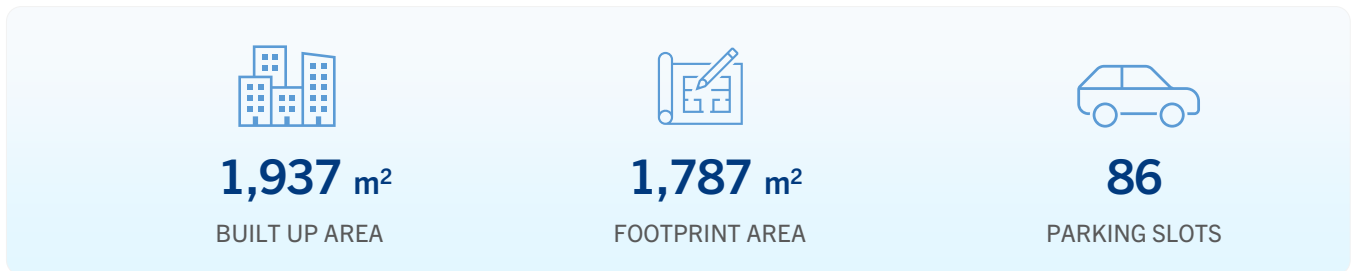 1,937 m²
BUILT UP AREA
1,787 m²
FOOTPRINT AREA
86
PARKING SLOTS